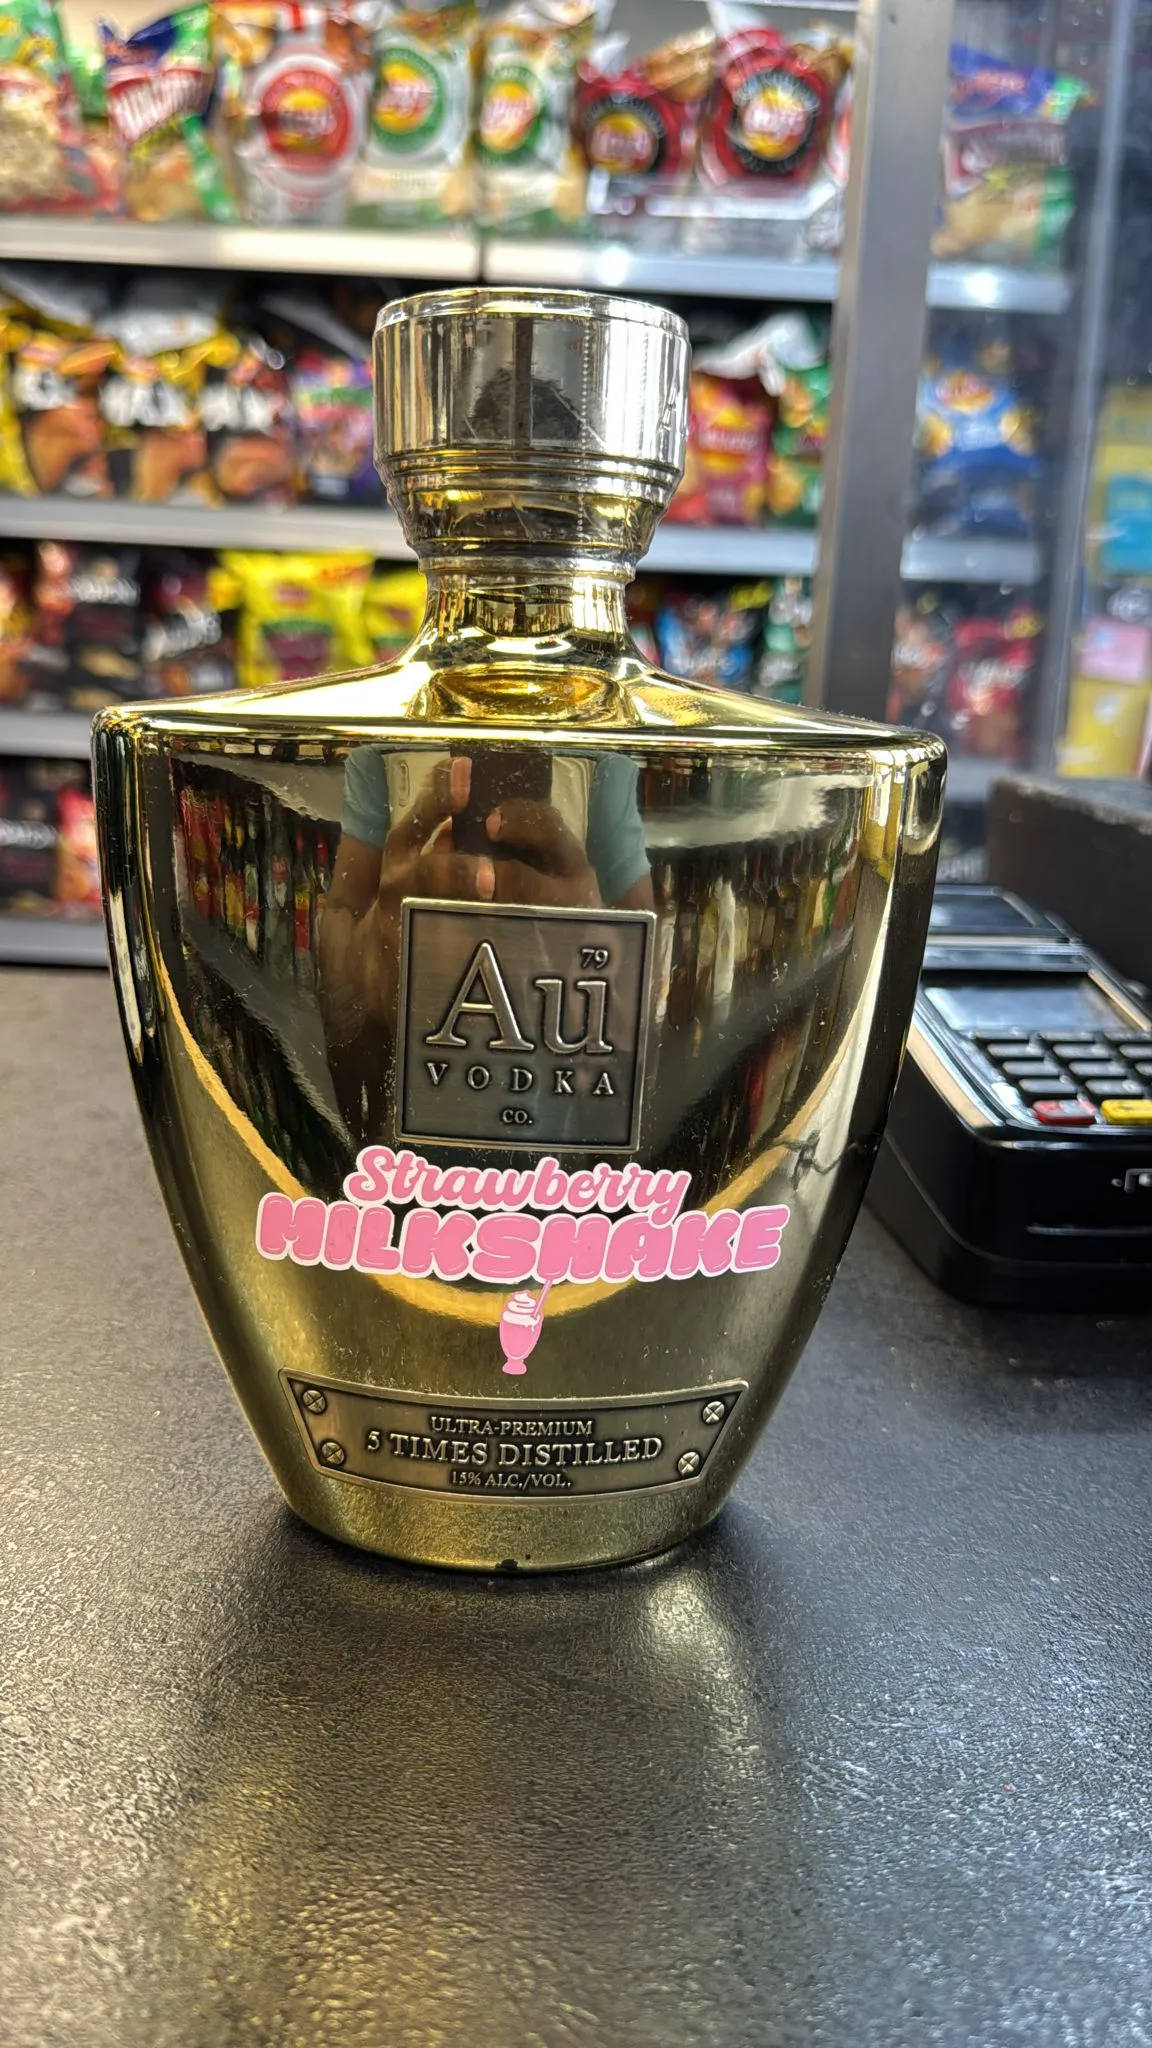 79
Au
VODKA
CO.
Strawberry
MILKSHAKE
ULTRA-PREMIUM
5 TIMES DISTILLED
15% ALC./VOL.